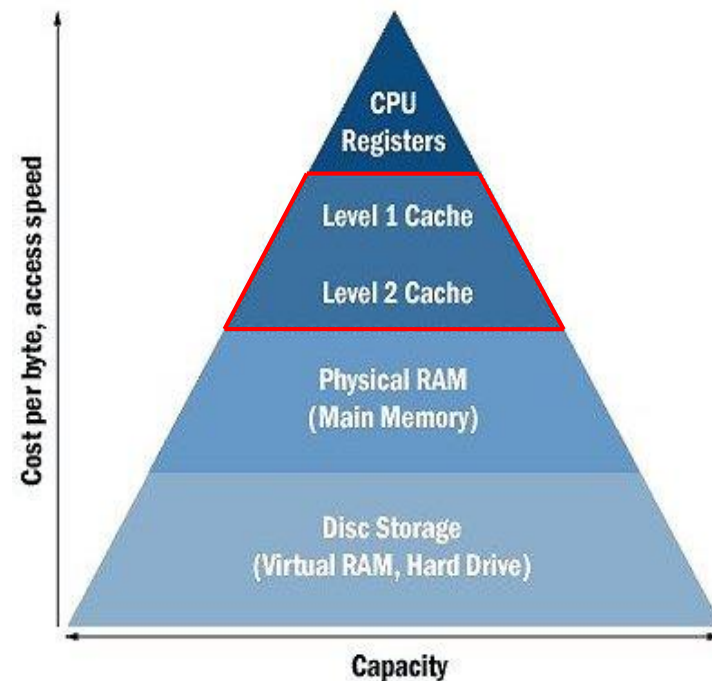 Cost per byte, access speed
CPU
Registers
Level 1 Cache
Level 2 Cache
Physical RAM
(Main Memory)
Disc Storage
(Virtual RAM, Hard Drive)
Capacity